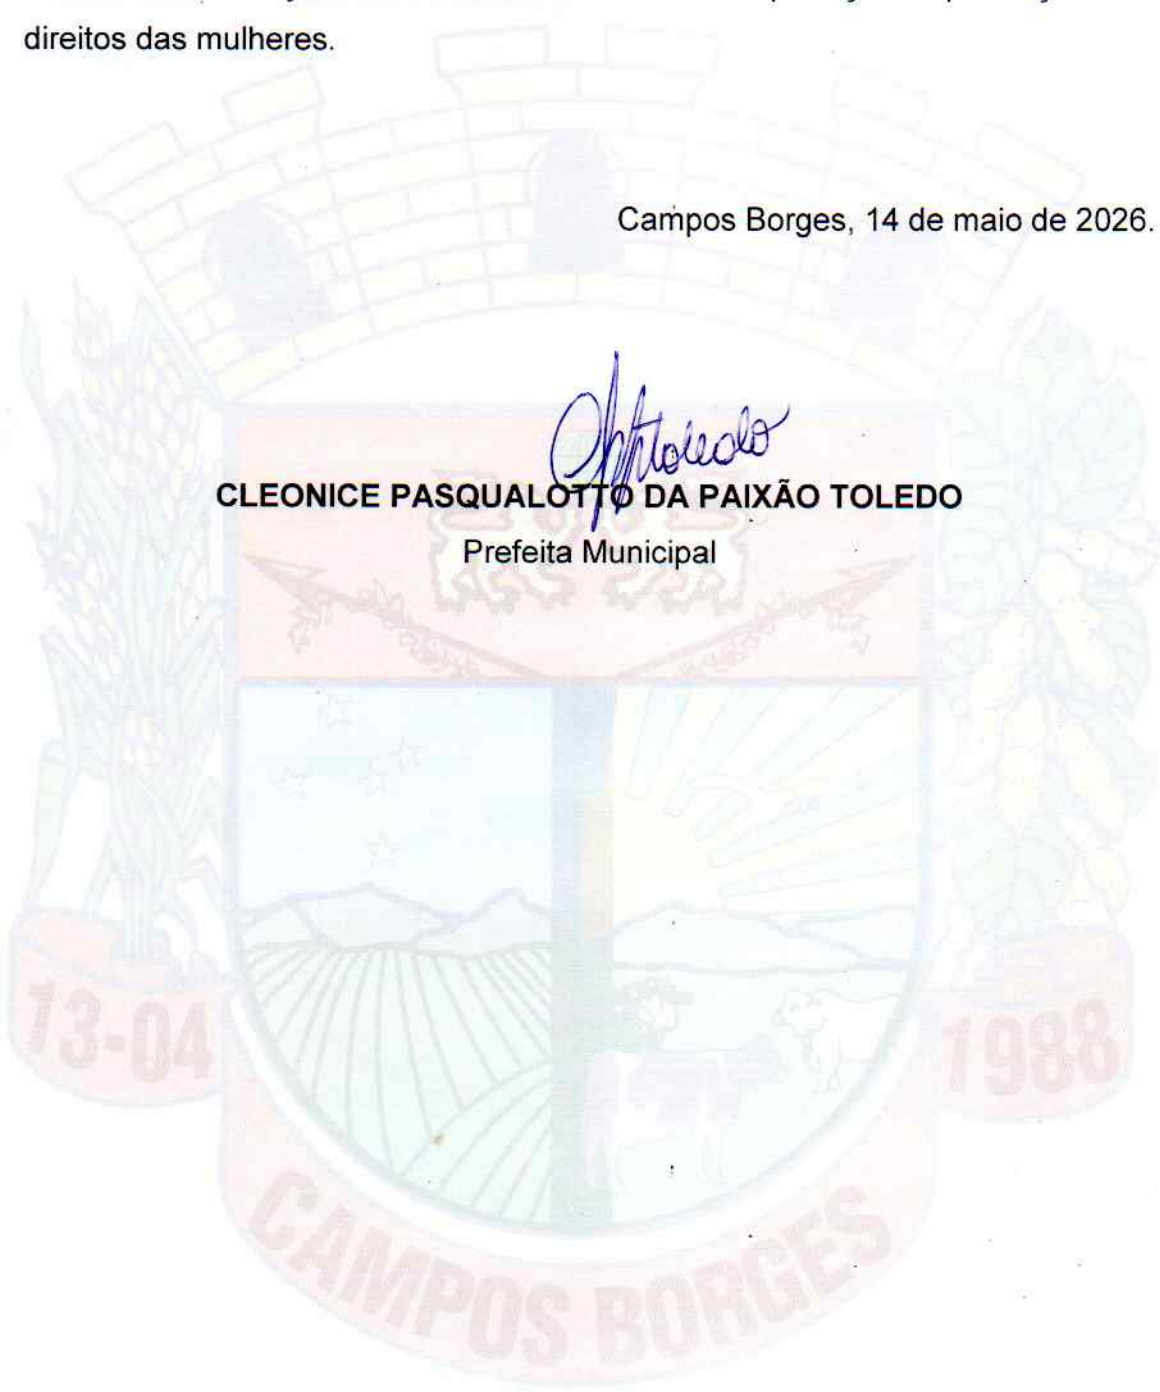 direitos das mulheres.
Campos Borges, 14 de maio de 2026.
CLEONICE PASQUALOTTO DA PAIXÃO TOLEDO
Prefeita Municipal
13-04
1988
CAMPOS BORGES